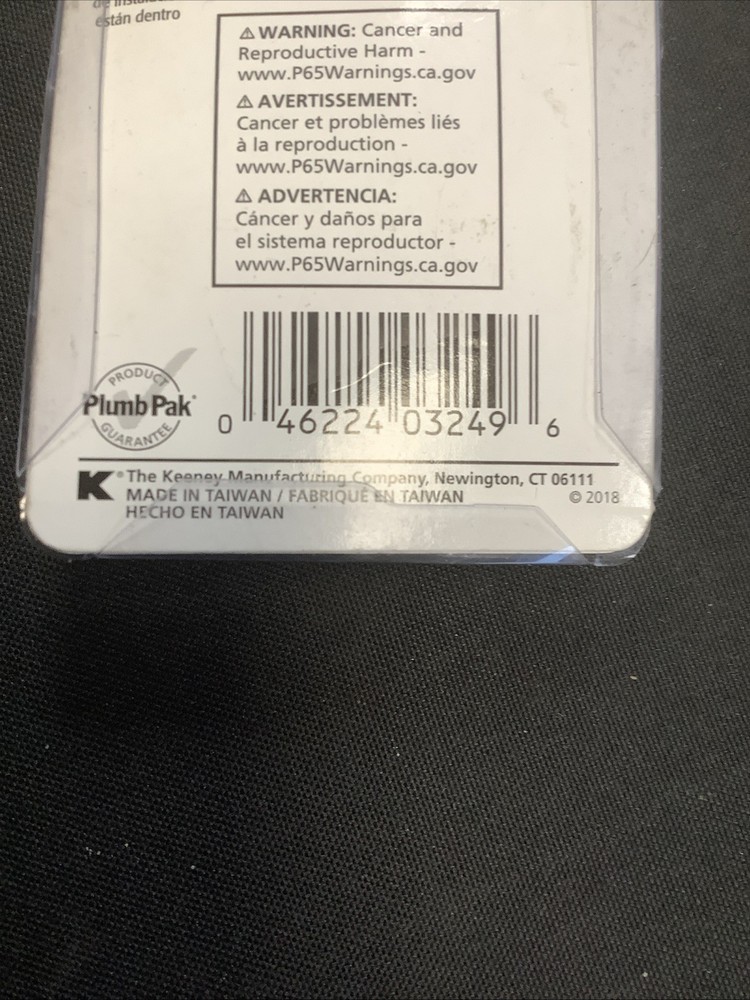 están dentro
⚠ WARNING: Cancer and
Reproductive Harm -
www.P65Warnings.ca.gov
⚠ AVERTISSEMENT:
Cancer et problèmes liés
à la reproduction -
www.P65Warnings.ca.gov
⚠ ADVERTENCIA:
Cáncer y daños para
el sistema reproductor -
www.P65Warnings.ca.gov
PRODUCT
Plumb Pak®
GUARANTEE
0 46224 03249 6
K® The Keeney Manufacturing Company, Newington, CT 06111
MADE IN TAIWAN / FABRIQUÉ EN TAIWAN © 2018
HECHO EN TAIWAN